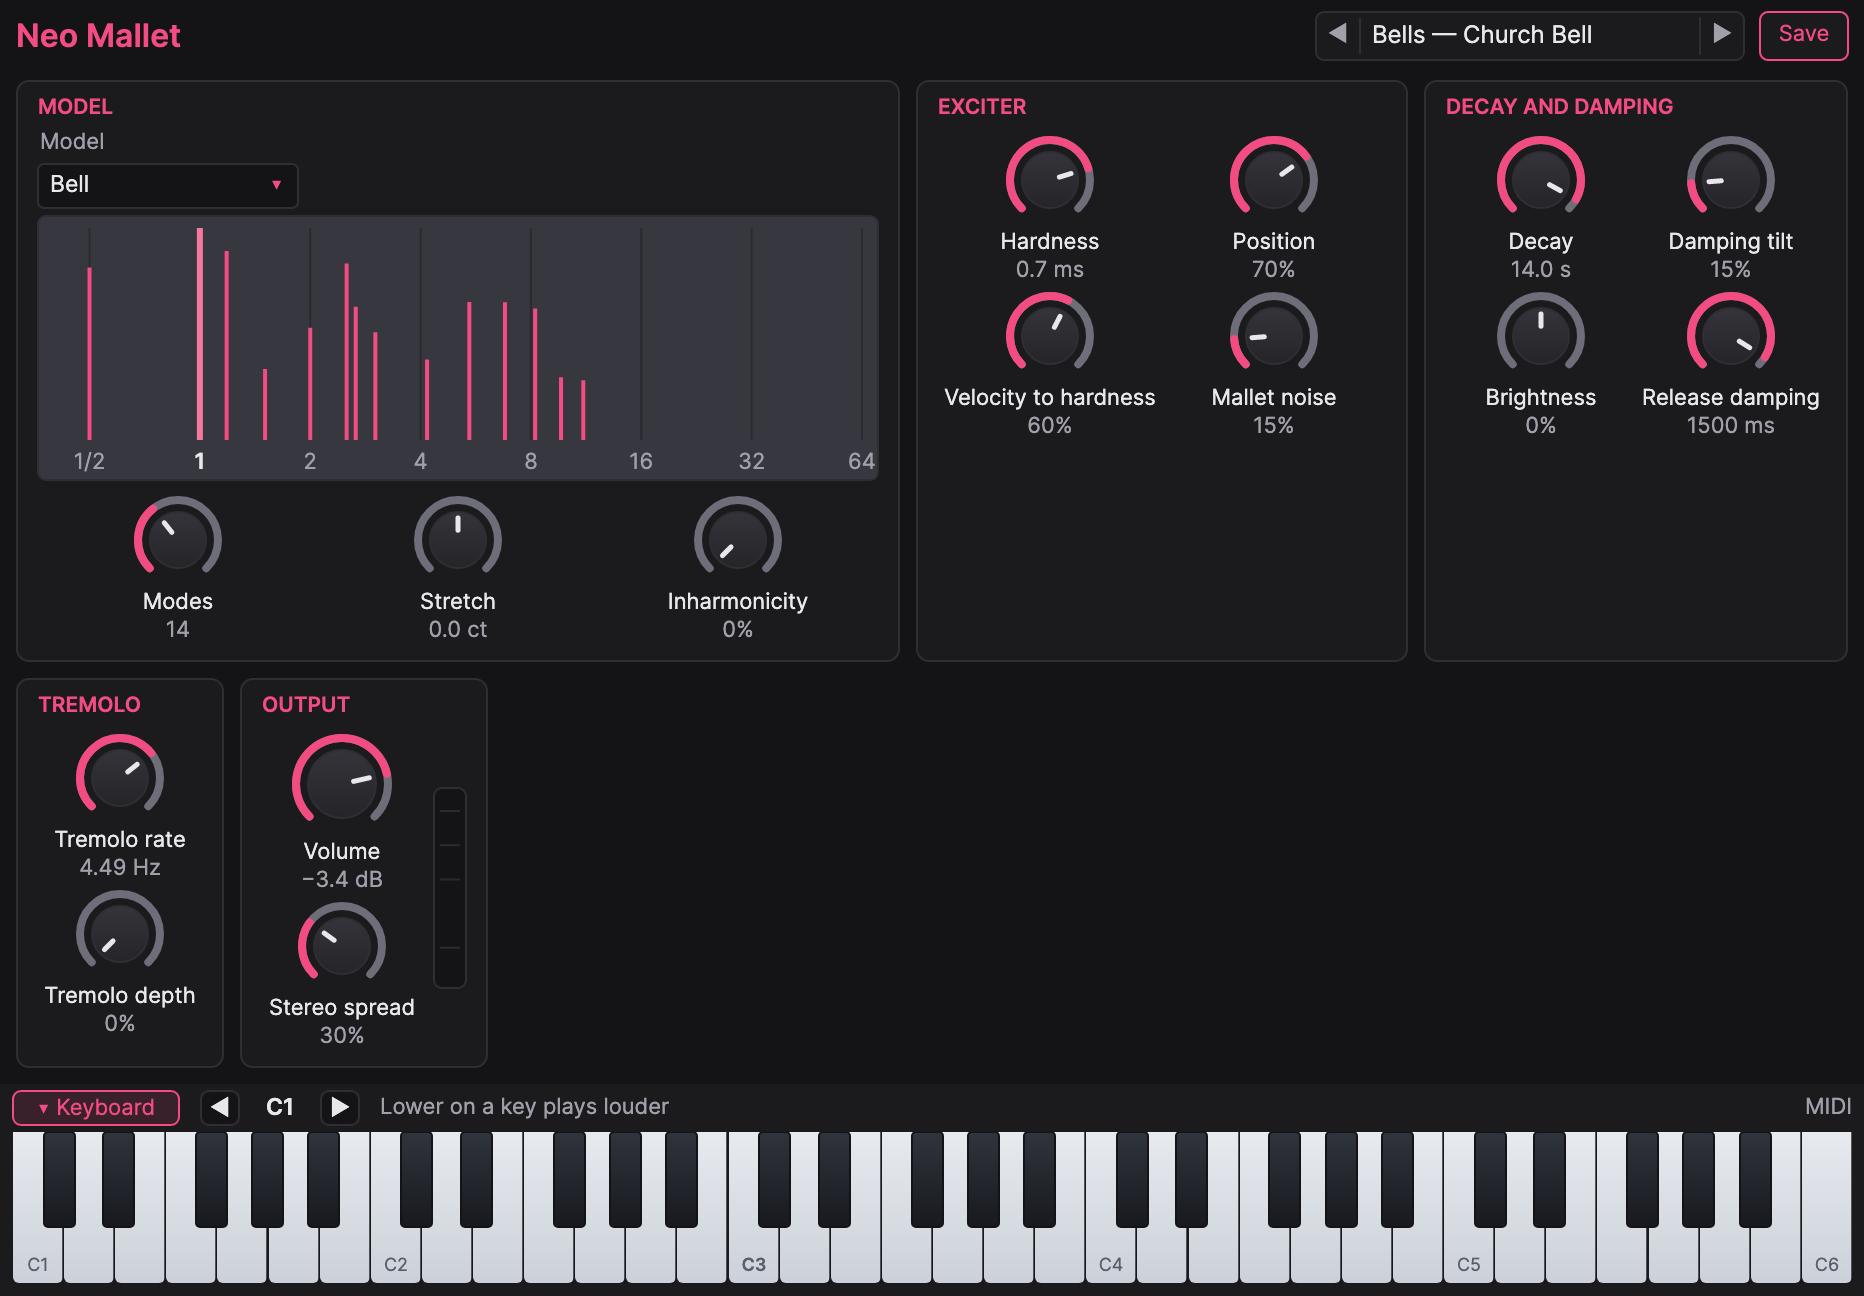 Neo Mallet
Bells — Church Bell
Save
MODEL
Model
Bell
1/2 1 2 4 8 16 32 64
Modes
14
Stretch
0.0 ct
Inharmonicity
0%
EXCITER
Hardness
0.7 ms
Position
70%
Velocity to hardness
60%
Mallet noise
15%
DECAY AND DAMPING
Decay
14.0 s
Damping tilt
15%
Brightness
0%
Release damping
1500 ms
TREMOLO
Tremolo rate
4.49 Hz
Tremolo depth
0%
OUTPUT
Volume
−3.4 dB
Stereo spread
30%
Keyboard
C1
Lower on a key plays louder
MIDI
C1 C2 C3 C4 C5 C6